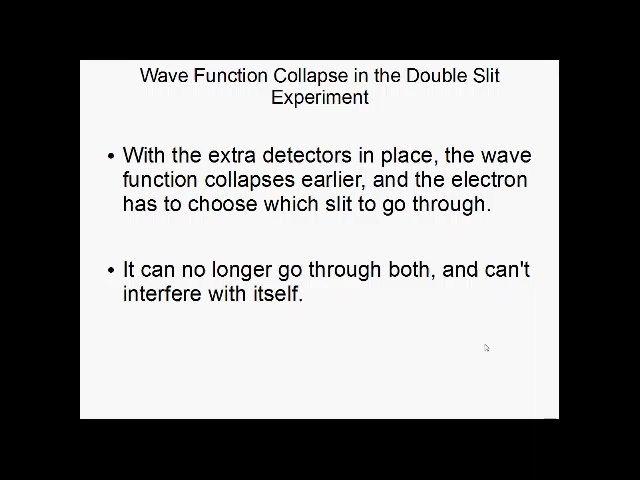 Wave Function Collapse in the Double Slit
Experiment
• With the extra detectors in place, the wave
function collapses earlier, and the electron
has to choose which slit to go through.
• It can no longer go through both, and can't
interfere with itself.